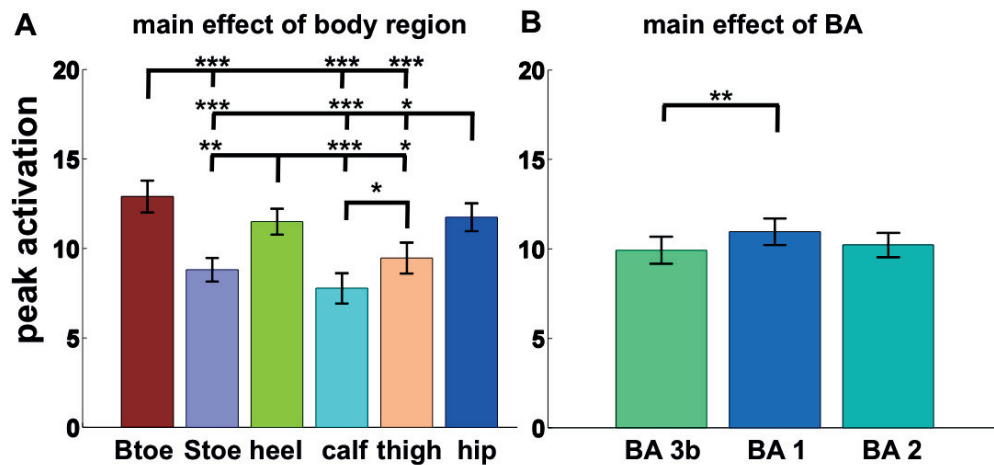 A main effect of body region
B main effect of BA
peak activation
20
15
10
5
0
*** *** ***
*** *** *
** *** *
*
Btoe Stoe heel calf thigh hip
20
15
10
5
0
**
BA 3b BA 1 BA 2